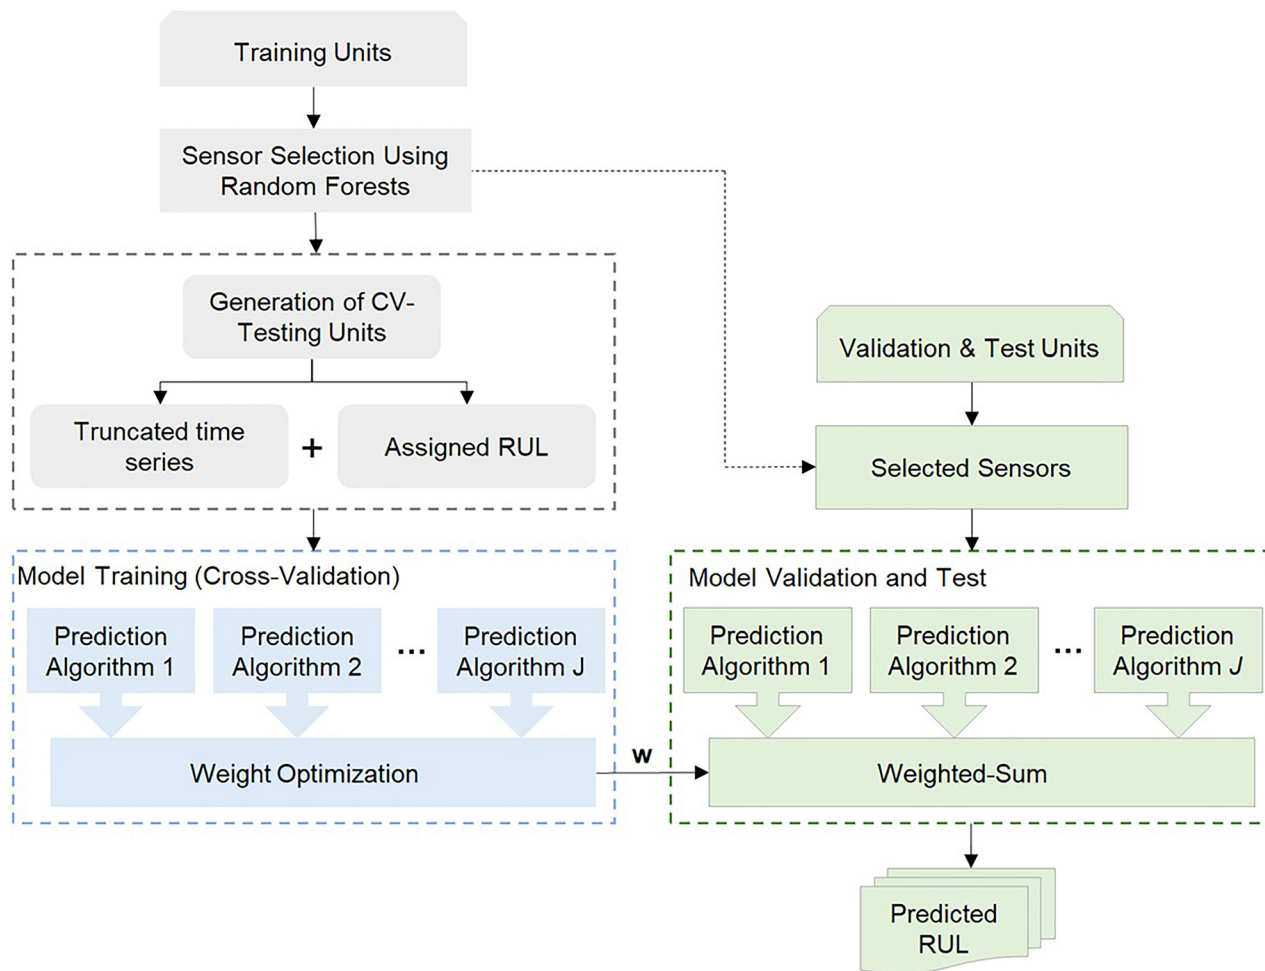 Training Units
Sensor Selection Using
Random Forests
Generation of CV-
Testing Units
Truncated time
series
+
Assigned RUL
Validation & Test Units
Selected Sensors
Model Training (Cross-Validation)
Prediction
Algorithm 1
Prediction
Algorithm 2
...
Prediction
Algorithm J
Weight Optimization
w
Model Validation and Test
Prediction
Algorithm 1
Prediction
Algorithm 2
...
Prediction
Algorithm J
Weighted-Sum
Predicted
RUL